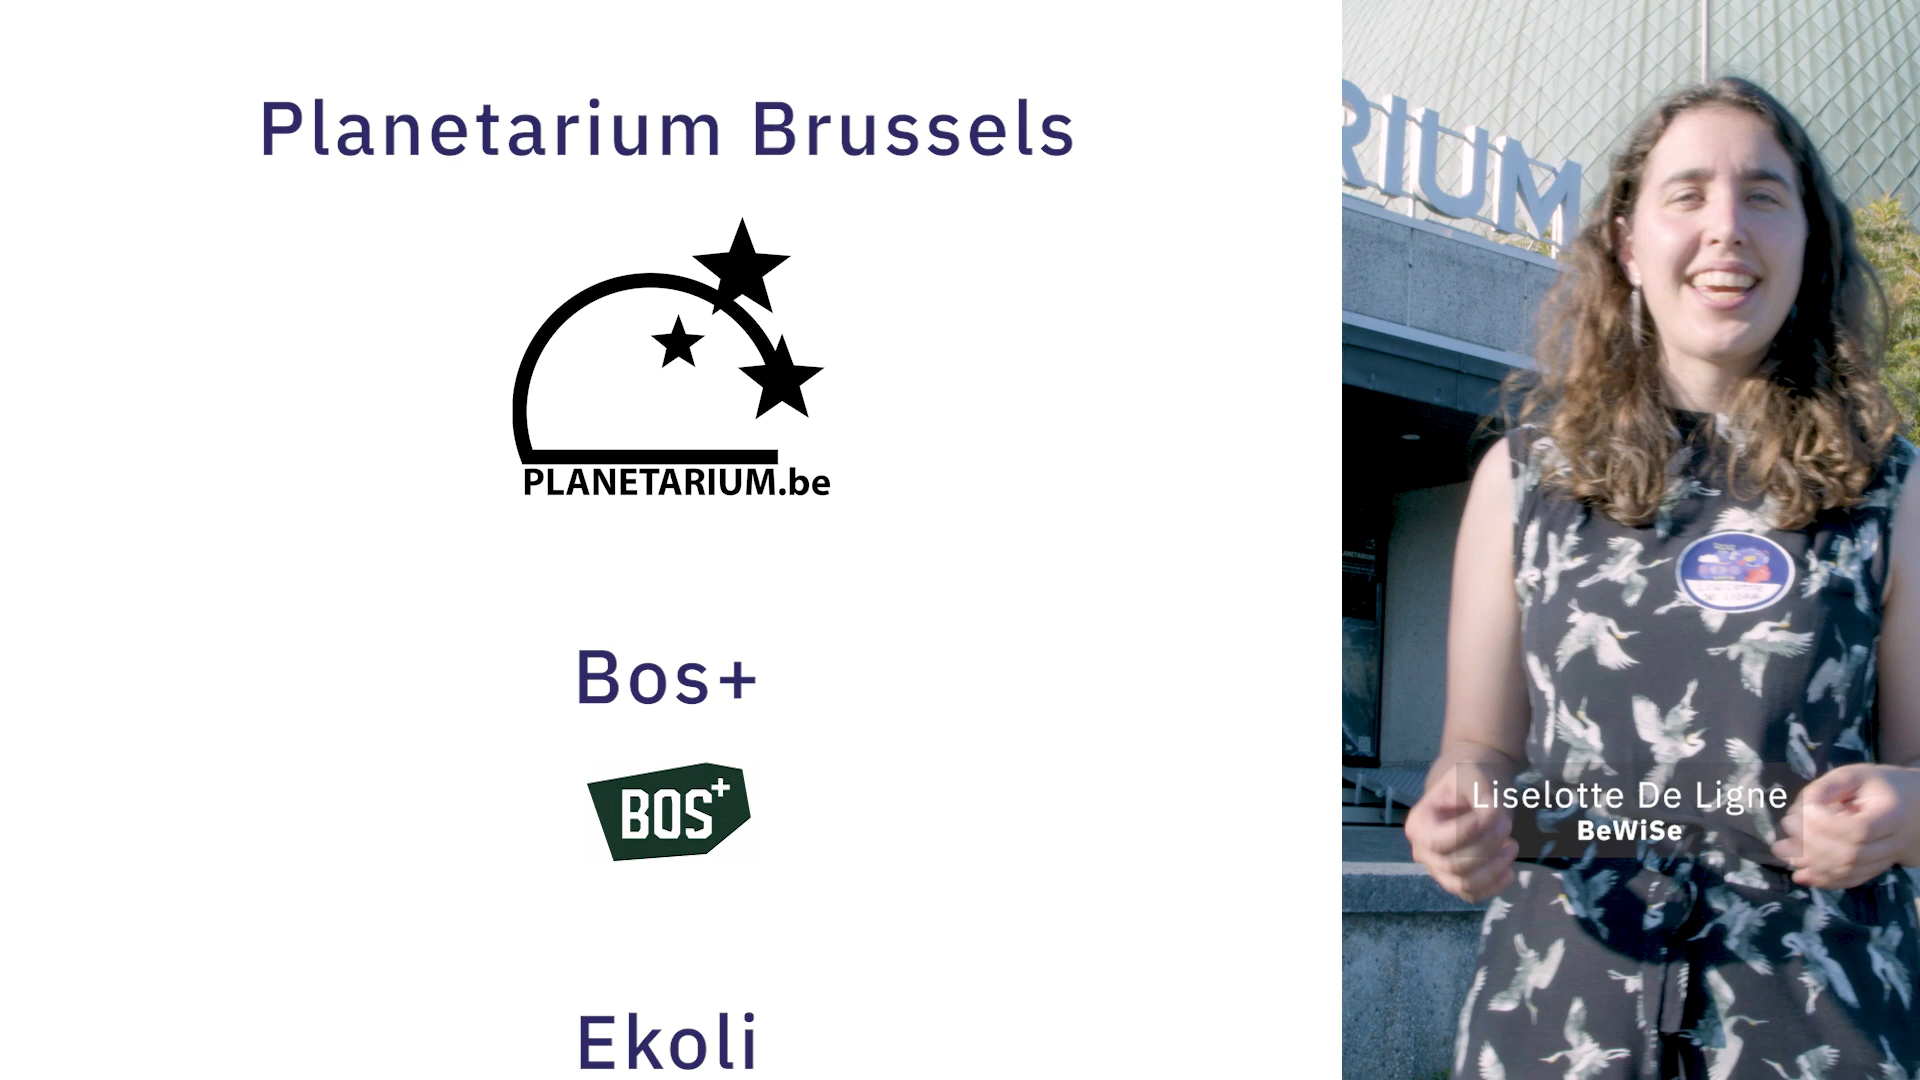 Planetarium Brussels
PLANETARIUM.be
Bos+
BOS+
Ekoli
RIUM
Liselotte De Ligne
BeWiSe